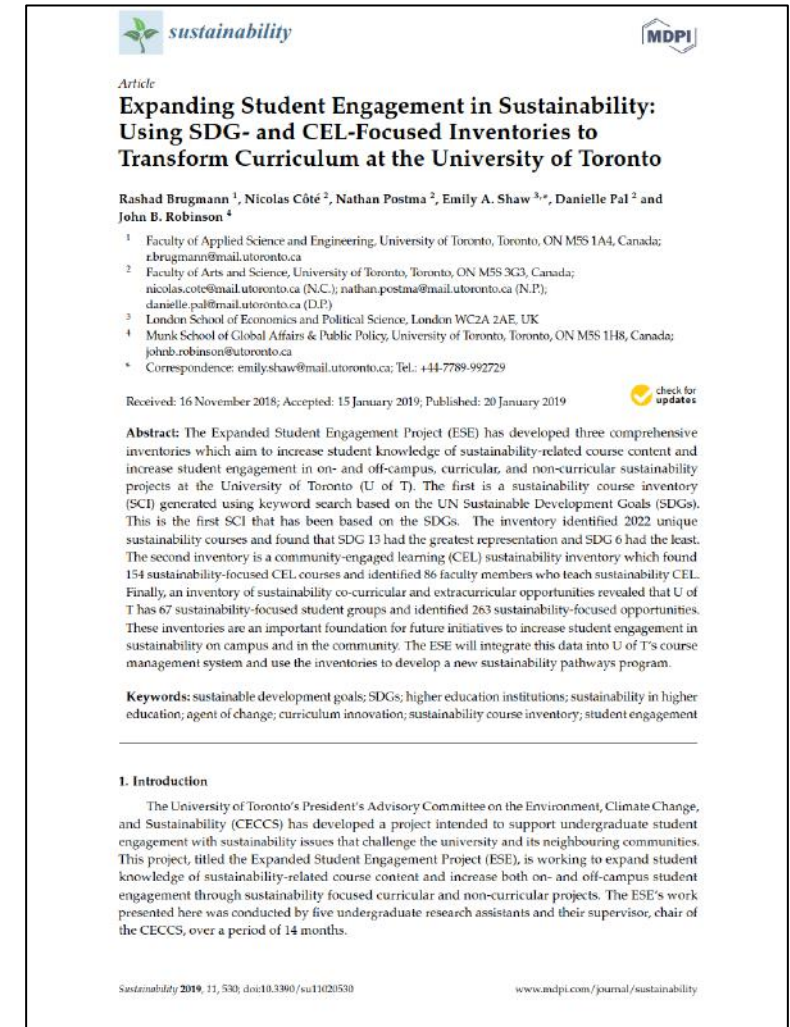 sustainability
MDPI
Article
Expanding Student Engagement in Sustainability:
Using SDG- and CEL-Focused Inventories to
Transform Curriculum at the University of Toronto
Rashad Brugmann 1, Nicolas Côté 2, Nathan Postma 2, Emily A. Shaw 3,*, Danielle Pal 2 and
John B. Robinson 4
1 Faculty of Applied Science and Engineering, University of Toronto, Toronto, ON M5S 1A4, Canada;
r.brugmann@mail.utoronto.ca
2 Faculty of Arts and Science, University of Toronto, Toronto, ON M5S 3G3, Canada;
nicolas.cote@mail.utoronto.ca (N.C.); nathan.postma@mail.utoronto.ca (N.P.);
danielle.pal@mail.utoronto.ca (D.P.)
3 London School of Economics and Political Science, London WC2A 2AE, UK
4 Munk School of Global Affairs & Public Policy, University of Toronto, Toronto, ON M5S 1H8, Canada;
johnb.robinson@utoronto.ca
* Correspondence: emily.shaw@mail.utoronto.ca; Tel.: +44-7789-992729
Received: 16 November 2018; Accepted: 15 January 2019; Published: 20 January 2019
check for
updates
Abstract: The Expanded Student Engagement Project (ESE) has developed three comprehensive
inventories which aim to increase student knowledge of sustainability-related course content and
increase student engagement in on- and off-campus, curricular, and non-curricular sustainability
projects at the University of Toronto (U of T). The first is a sustainability course inventory
(SCI) generated using keyword search based on the UN Sustainable Development Goals (SDGs).
This is the first SCI that has been based on the SDGs. The inventory identified 2022 unique
sustainability courses and found that SDG 13 had the greatest representation and SDG 6 had the least.
The second inventory is a community-engaged learning (CEL) sustainability inventory which found
154 sustainability-focused CEL courses and identified 86 faculty members who teach sustainability CEL.
Finally, an inventory of sustainability co-curricular and extracurricular opportunities revealed that U of
T has 67 sustainability-focused student groups and identified 263 sustainability-focused opportunities.
These inventories are an important foundation for future initiatives to increase student engagement in
sustainability on campus and in the community. The ESE will integrate this data into U of T's course
management system and use the inventories to develop a new sustainability pathways program.
Keywords: sustainable development goals; SDGs; higher education institutions; sustainability in higher
education; agent of change; curriculum innovation; sustainability course inventory; student engagement
1. Introduction
The University of Toronto's President's Advisory Committee on the Environment, Climate Change,
and Sustainability (CECCS) has developed a project intended to support undergraduate student
engagement with sustainability issues that challenge the university and its neighbouring communities.
This project, titled the Expanded Student Engagement Project (ESE), is working to expand student
knowledge of sustainability-related course content and increase both on- and off-campus student
engagement through sustainability focused curricular and non-curricular projects. The ESE's work
presented here was conducted by five undergraduate research assistants and their supervisor, chair of
the CECCS, over a period of 14 months.
Sustainability 2019, 11, 530; doi:10.3390/su11020530
www.mdpi.com/journal/sustainability